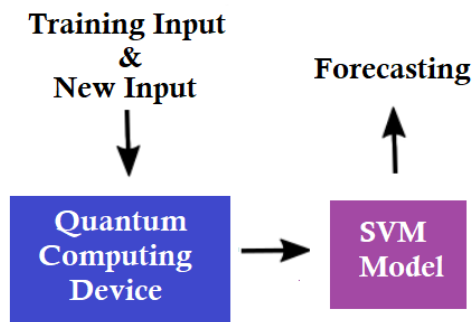 Training Input
&
New Input
Forecasting
Quantum
Computing
Device
SVM
Model